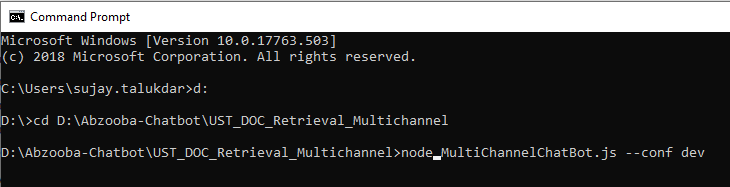 Command Prompt
Microsoft Windows [Version 10.0.17763.503]
(c) 2018 Microsoft Corporation. All rights reserved.
C:\Users\sujay.talukdar>d:
D:\>cd D:\Abzooba-Chatbot\UST_DOC_Retrieval_Multichannel
D:\Abzooba-Chatbot\UST_DOC_Retrieval_Multichannel>node MultiChannelChatBot.js --conf dev